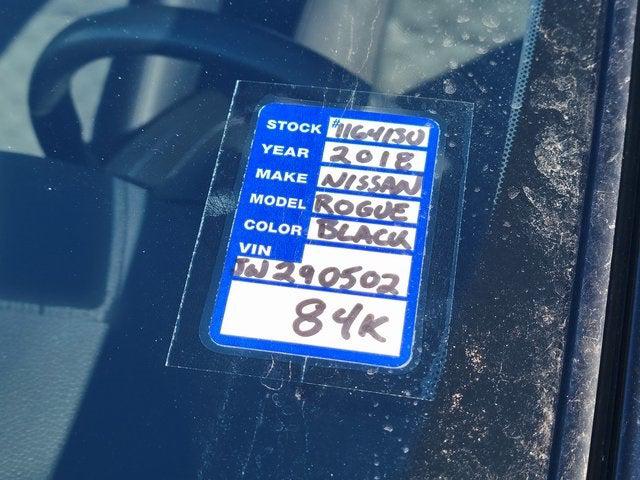 STOCK #1164130
YEAR 2018
MAKE NISSAN
MODEL ROGUE
COLOR BLACK
VIN
JW290502
84K